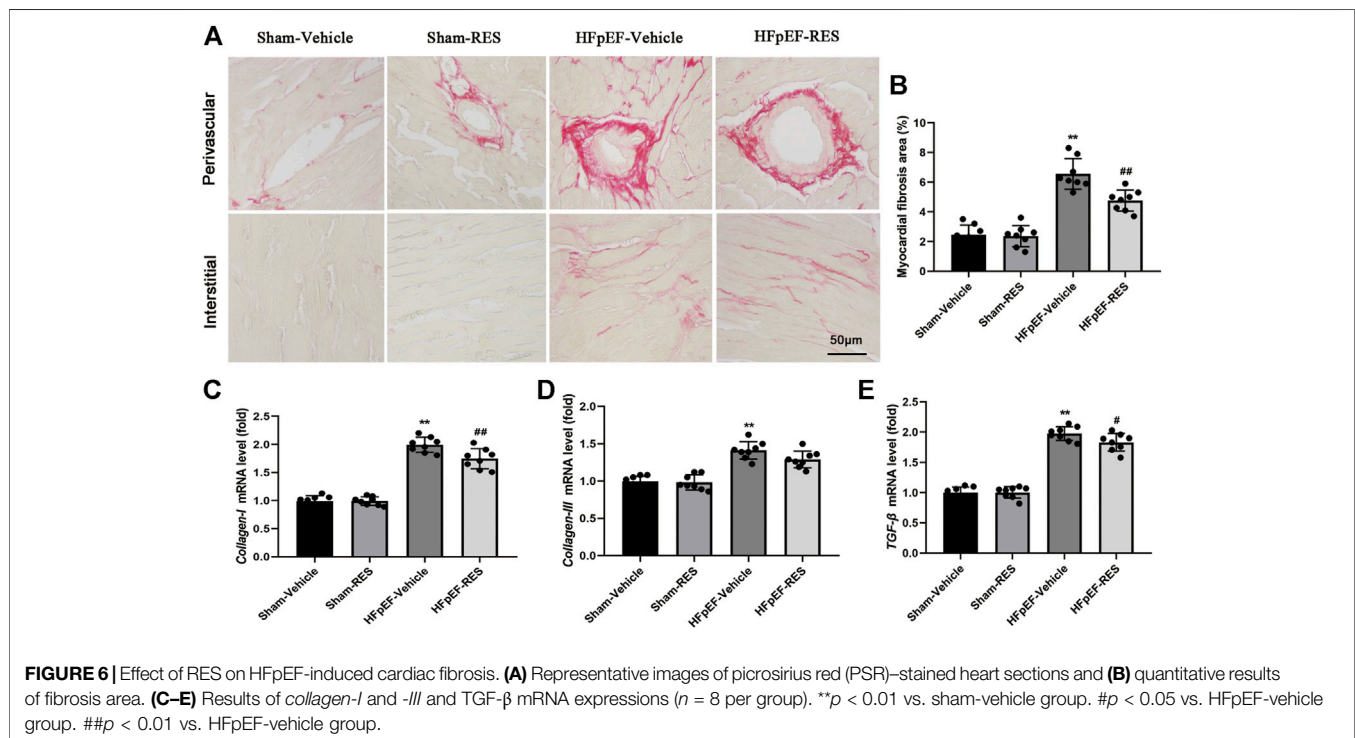 A
Sham-Vehicle
Sham-RES
HFpEF-Vehicle
HFpEF-RES
Perivascular
Interstitial
50μm
B
Myocardial fibrosis area (%)
10
8
6
4
2
0
**
##
Sham-Vehicle
Sham-RES
HFpEF-Vehicle
HFpEF-RES
C
Collagen-I mRNA level (fold)
2.5
2.0
1.5
1.0
0.5
0.0
**
##
Sham-Vehicle
Sham-RES
HFpEF-Vehicle
HFpEF-RES
D
Collagen-III mRNA level (fold)
2.0
1.5
1.0
0.5
0.0
**
Sham-Vehicle
Sham-RES
HFpEF-Vehicle
HFpEF-RES
E
TGF-β mRNA level (fold)
2.5
2.0
1.5
1.0
0.5
0.0
**
#
Sham-Vehicle
Sham-RES
HFpEF-Vehicle
HFpEF-RES
FIGURE 6 | Effect of RES on HFpEF-induced cardiac fibrosis. (A) Representative images of picrosirius red (PSR)–stained heart sections and (B) quantitative results
of fibrosis area. (C–E) Results of collagen-I and -III and TGF-β mRNA expressions (n = 8 per group). **p < 0.01 vs. sham-vehicle group. #p < 0.05 vs. HFpEF-vehicle
group. ##p < 0.01 vs. HFpEF-vehicle group.